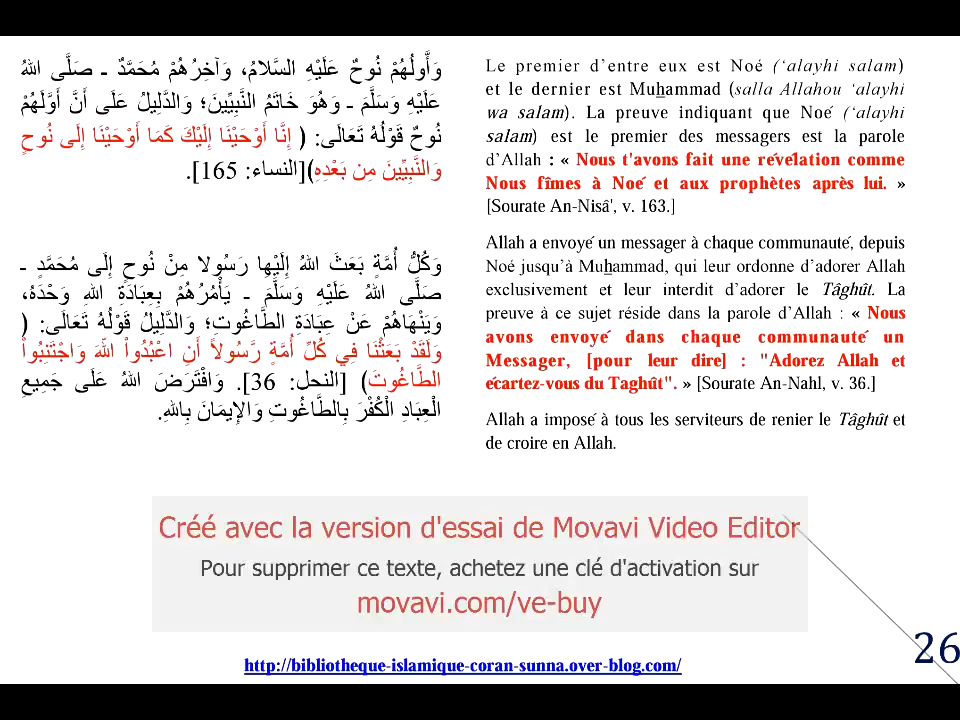 وَأَوَّلُهُمْ نُوحٌ عَلَيْهِ السَّلامُ، وَآخِرُهُمْ مُحَمَّدٌ ـ صَلَّى اللهُ
عَلَيْهِ وَسَلَّمَ ـ وَهُوَ خَاتَمُ النَّبِيِّينَ؛ وَالدَّلِيلُ عَلَى أَنَّ أَوَّلَهُمْ
نُوحٌ قَوْلُهُ تَعَالَى: ﴿ إِنَّا أَوْحَيْنَا إِلَيْكَ كَمَا أَوْحَيْنَا إِلَى نُوحٍ
وَالنَّبِيِّينَ مِن بَعْدِهِ﴾[النساء: 165].
وَكُلُّ أُمَّةٍ بَعَثَ اللهُ إِلَيْهِا رَسُولا مِنْ نُوحٍ إِلَى مُحَمَّدٍ ـ
صَلَّى اللهُ عَلَيْهِ وَسَلَّمَ ـ يَأْمُرُهُمْ بِعِبَادَةِ اللهِ وَحْدَهُ،
وَيَنْهَاهُمْ عَنْ عِبَادَةِ الطَّاغُوتِ؛ وَالدَّلِيلُ قَوْلُهُ تَعَالَى: ﴿
وَلَقَدْ بَعَثْنَا فِي كُلِّ أُمَّةٍ رَّسُولاً أَنِ اعْبُدُواْ اللَّهَ وَاجْتَنِبُواْ
الطَّاغُوتَ﴾ [النحل: 36]. وَافْتَرَضَ اللهُ عَلَى جَمِيعِ
الْعِبَادِ الْكُفْرَ بِالطَّاغُوتِ وَالإِيمَانَ بِاللهِ.
Le premier d'entre eux est Noé (‘alayhi salam)
et le dernier est Muhammad (salla Allahou ‘alayhi
wa salam). La preuve indiquant que Noé (‘alayhi
salam) est le premier des messagers est la parole
d'Allah : « Nous t'avons fait une révélation comme
Nous fîmes à Noé et aux prophètes après lui. »
[Sourate An-Nisâ', v. 163.]
Allah a envoyé un messager à chaque communauté, depuis
Noé jusqu'à Muhammad, qui leur ordonne d'adorer Allah
exclusivement et leur interdit d'adorer le Tâghût. La
preuve à ce sujet réside dans la parole d'Allah : « Nous
avons envoyé dans chaque communauté un
Messager, [pour leur dire] : "Adorez Allah et
écartez-vous du Taghût". » [Sourate An-Nahl, v. 36.]
Allah a imposé à tous les serviteurs de renier le Tâghût et
de croire en Allah.
Créé avec la version d'essai de Movavi Video Editor
Pour supprimer ce texte, achetez une clé d'activation sur
movavi.com/ve-buy
http://bibliotheque-islamique-coran-sunna.over-blog.com/
26